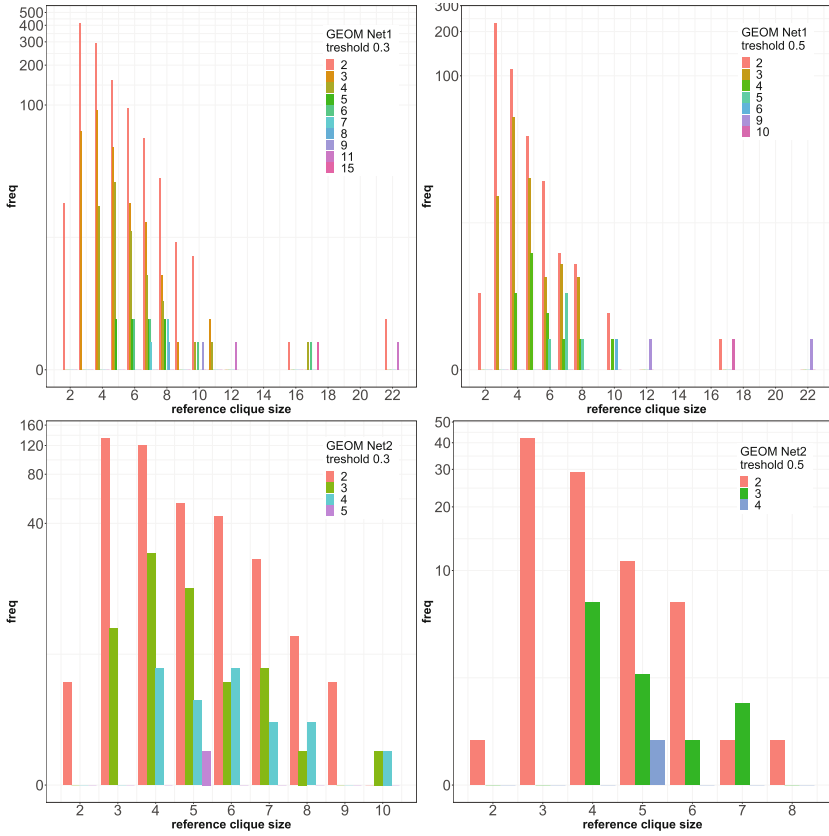 500
400
300
200
100
0
freq
2 4 6 8 10 12 14 16 18 20 22
reference clique size
GEOM Net1
treshold 0.3
2
3
4
5
6
7
8
9
11
15
300
200
100
0
freq
2 4 6 8 10 12 14 16 18 20 22
reference clique size
GEOM Net1
treshold 0.5
2
3
4
5
6
9
10
160
120
80
40
0
freq
2 3 4 5 6 7 8 9 10
reference clique size
GEOM Net2
treshold 0.3
2
3
4
5
50
40
30
20
10
0
freq
2 3 4 5 6 7 8
reference clique size
GEOM Net2
treshold 0.5
2
3
4